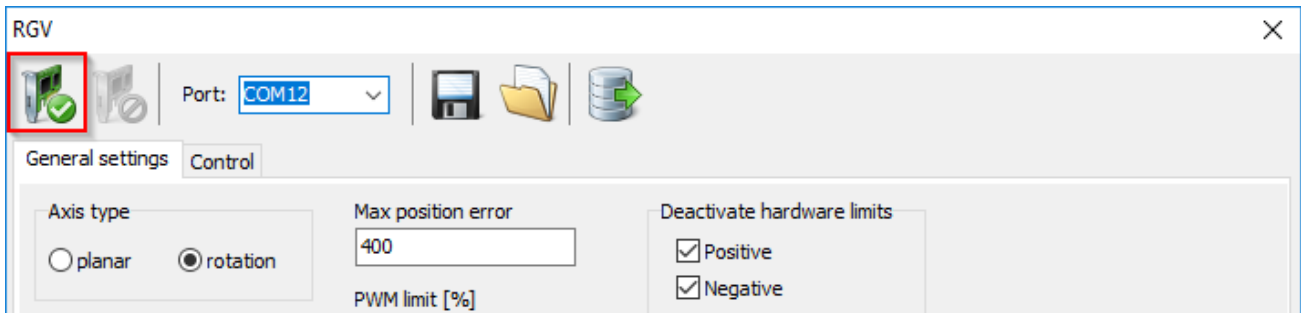 RGV
Port: COM12
General settings Control
Axis type
planar rotation
Max position error
400
PWM limit [%]
Deactivate hardware limits
Positive
Negative